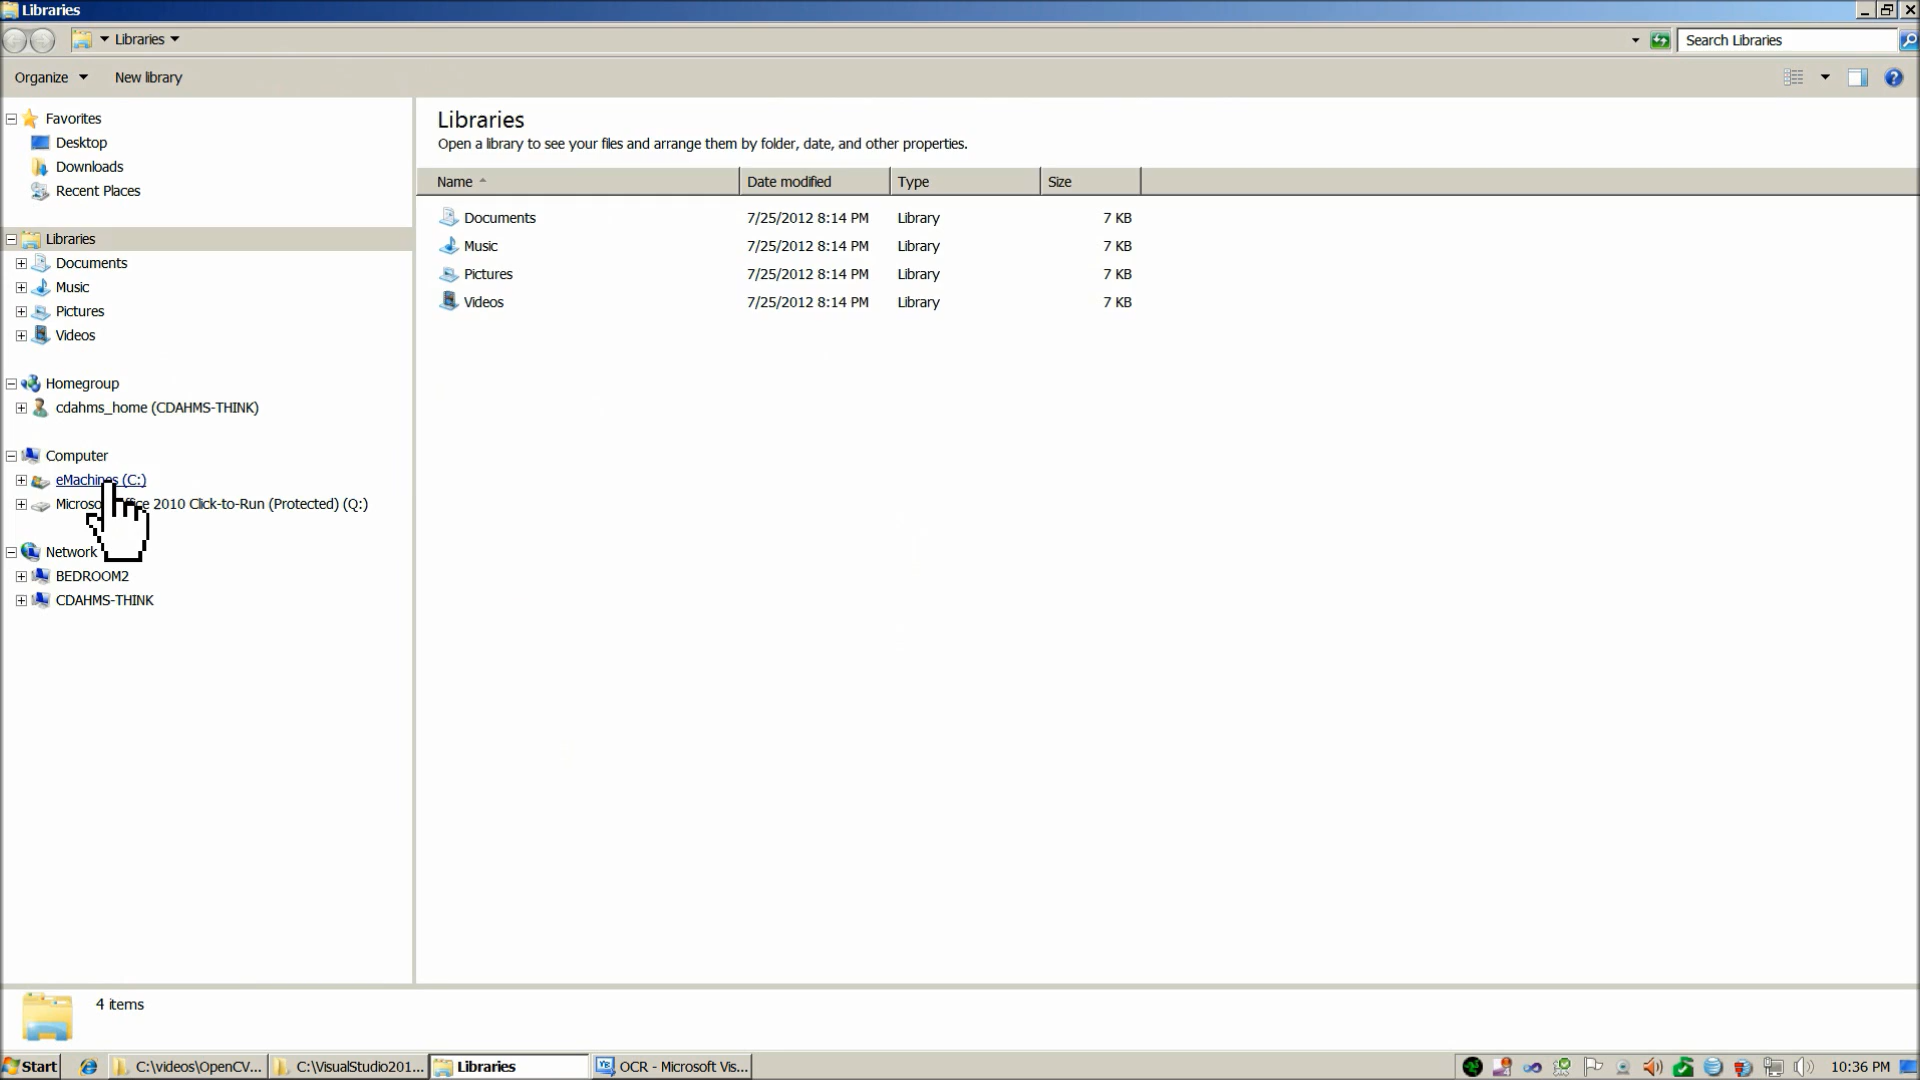 Libraries
Libraries
Search Libraries
Organize
New library
Favorites
Desktop
Downloads
Recent Places
Libraries
Documents
Music
Pictures
Videos
Homegroup
cdahms_home (CDAHMS-THINK)
Computer
eMachines (C:)
Office 2010 Click-to-Run (Protected) (Q:)
Network
BEDROOM2
CDAHMS-THINK
Libraries
Open a library to see your files and arrange them by folder, date, and other properties.
Name Date modified Type Size
Documents 7/25/2012 8:14 PM Library 7 KB
Music 7/25/2012 8:14 PM Library 7 KB
Pictures 7/25/2012 8:14 PM Library 7 KB
Videos 7/25/2012 8:14 PM Library 7 KB
4 items
Start
C:\videos\OpenCV...
C:\VisualStudio201...
Libraries
OCR - Microsoft Vis...
10:36 PM